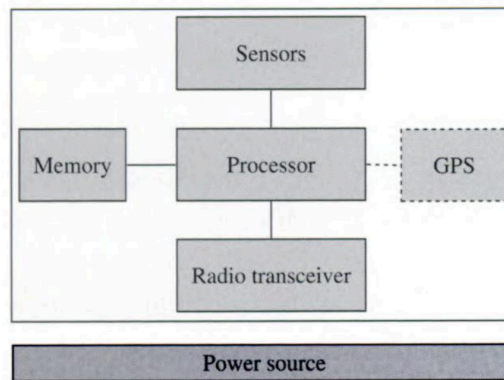 Sensors
Memory
Processor
GPS
Radio transceiver
Power source